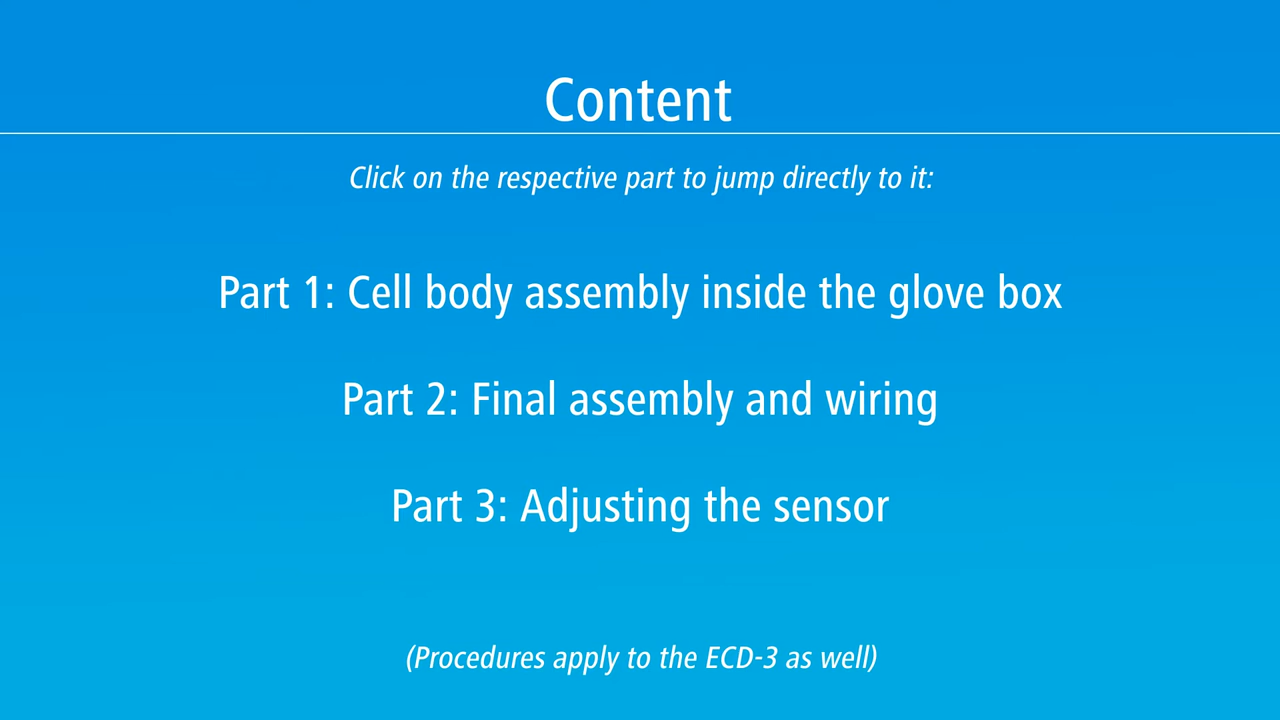 Content
Click on the respective part to jump directly to it:
Part 1: Cell body assembly inside the glove box
Part 2: Final assembly and wiring
Part 3: Adjusting the sensor
(Procedures apply to the ECD-3 as well)